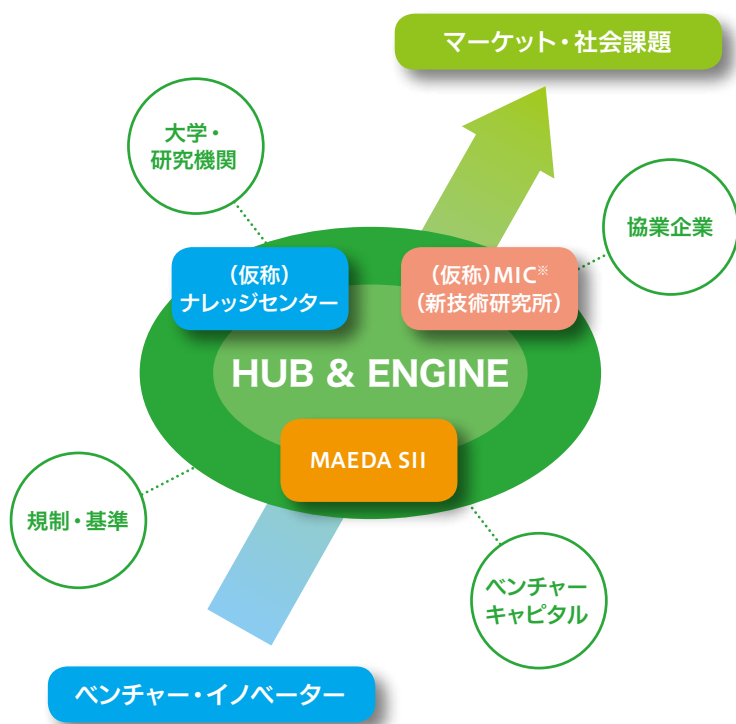 マーケット・社会課題
大学・
研究機関
協業企業
（仮称）
ナレッジセンター
（仮称）MIC※
（新技術研究所）
HUB & ENGINE
MAEDA SII
規制・基準
ベンチャー
キャピタル
ベンチャー・イノベーター